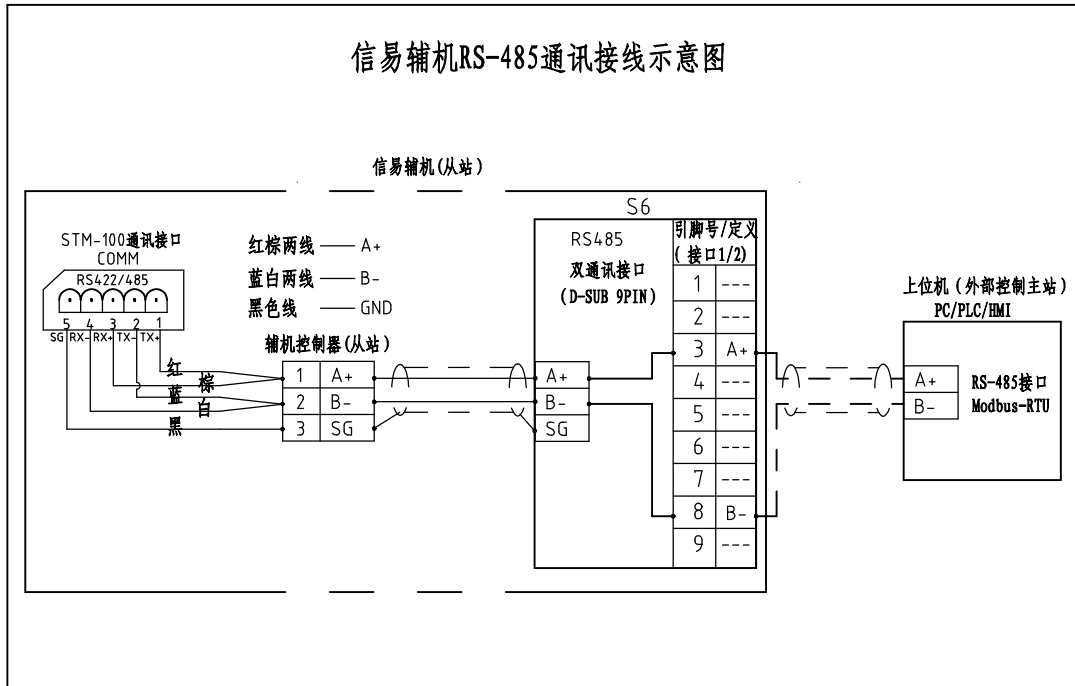 信易辅机RS-485通讯接线示意图
信易辅机(从站)
S6
STM-100通讯接口
COMM
RS422/485
5 4 3 2 1
SG RX- RX+ TX- TX+
红棕两线 —— A+
蓝白两线 —— B-
黑色线 —— GND
红
棕
蓝
白
黑
辅机控制器(从站)
1 A+
2 B-
3 SG
RS485
双通讯接口
(D-SUB 9PIN)
A+
B-
SG
引脚号/定义
(接口1/2)
1 ---
2 ---
3 A+
4 ---
5 ---
6 ---
7 ---
8 B-
9 ---
上位机(外部控制主站)
PC/PLC/HMI
A+
B-
RS-485接口
Modbus-RTU